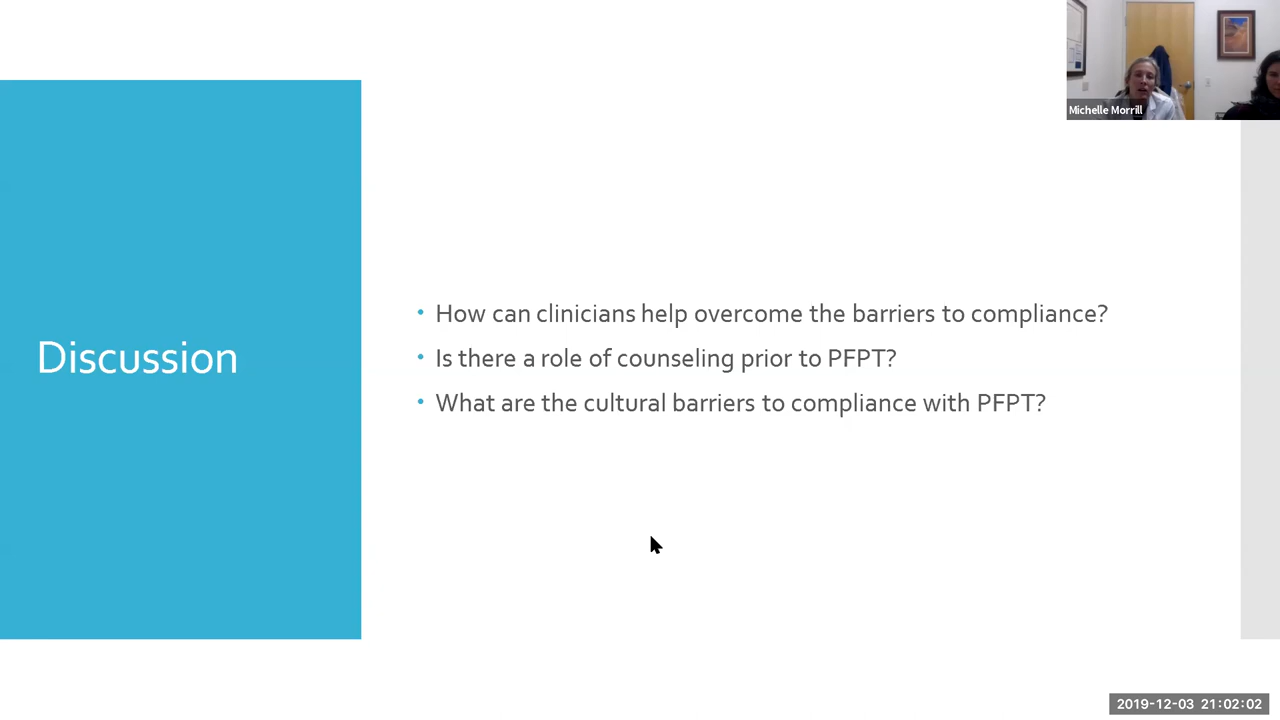 Michelle Morrill
Discussion
• How can clinicians help overcome the barriers to compliance?
• Is there a role of counseling prior to PFPT?
• What are the cultural barriers to compliance with PFPT?
2019-12-03 21:02:02